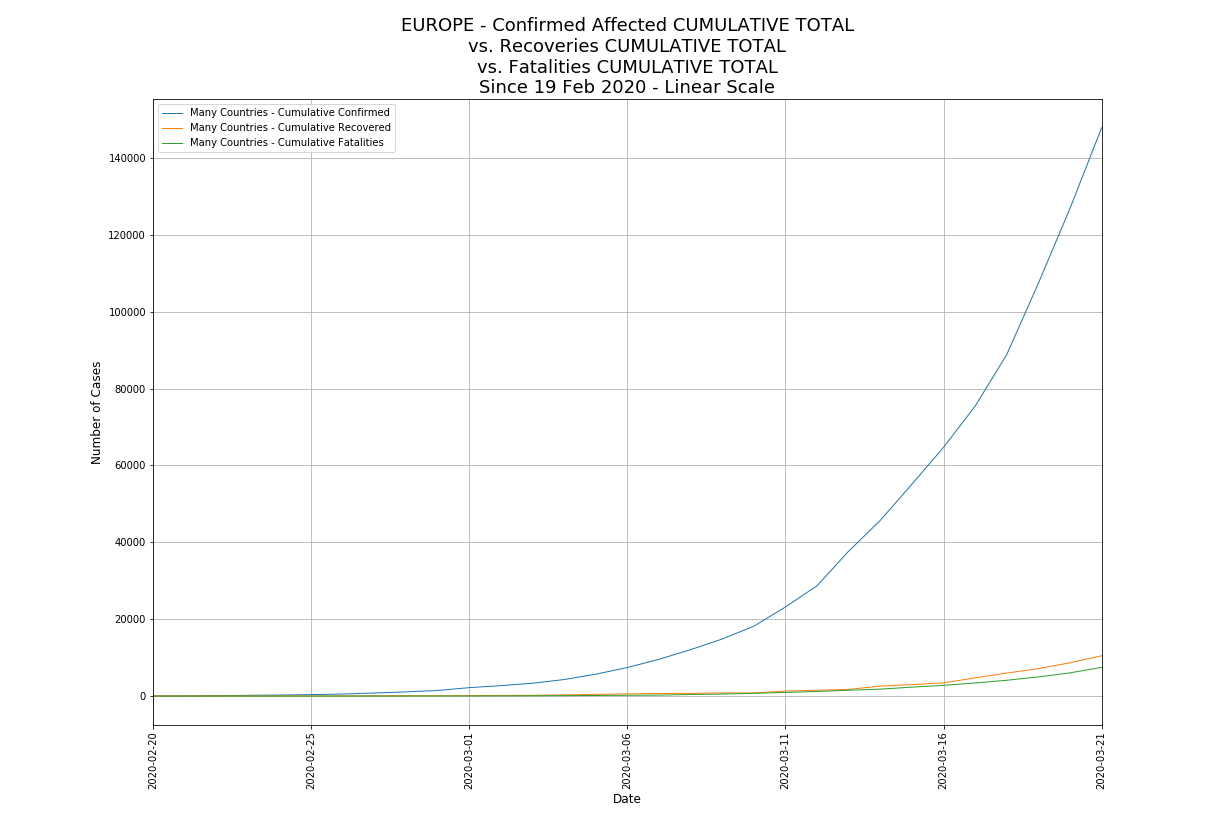 EUROPE - Confirmed Affected CUMULATIVE TOTAL
vs. Recoveries CUMULATIVE TOTAL
vs. Fatalities CUMULATIVE TOTAL
Since 19 Feb 2020 - Linear Scale
Many Countries - Cumulative Confirmed
Many Countries - Cumulative Recovered
Many Countries - Cumulative Fatalities
140000
120000
100000
80000
60000
40000
20000
0
Number of Cases
2020-02-20
2020-02-25
2020-03-01
2020-03-06
2020-03-11
2020-03-16
2020-03-21
Date